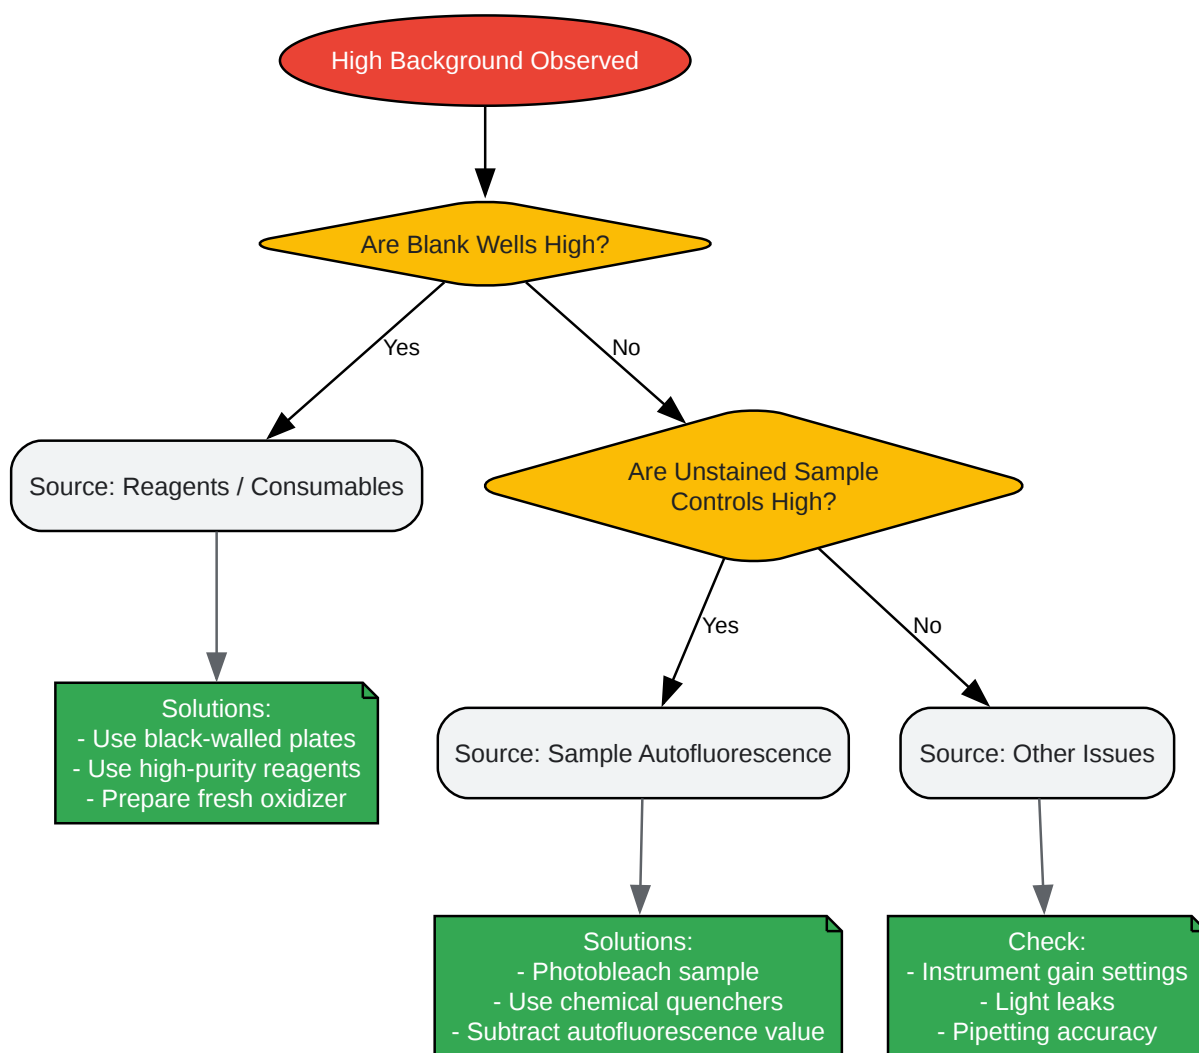 High Background Observed
Are Blank Wells High?
Yes
No
Source: Reagents / Consumables
Are Unstained Sample
Controls High?
Yes
No
Solutions:
- Use black-walled plates
- Use high-purity reagents
- Prepare fresh oxidizer
Source: Sample Autofluorescence
Source: Other Issues
Solutions:
- Photobleach sample
- Use chemical quenchers
- Subtract autofluorescence value
Check:
- Instrument gain settings
- Light leaks
- Pipetting accuracy